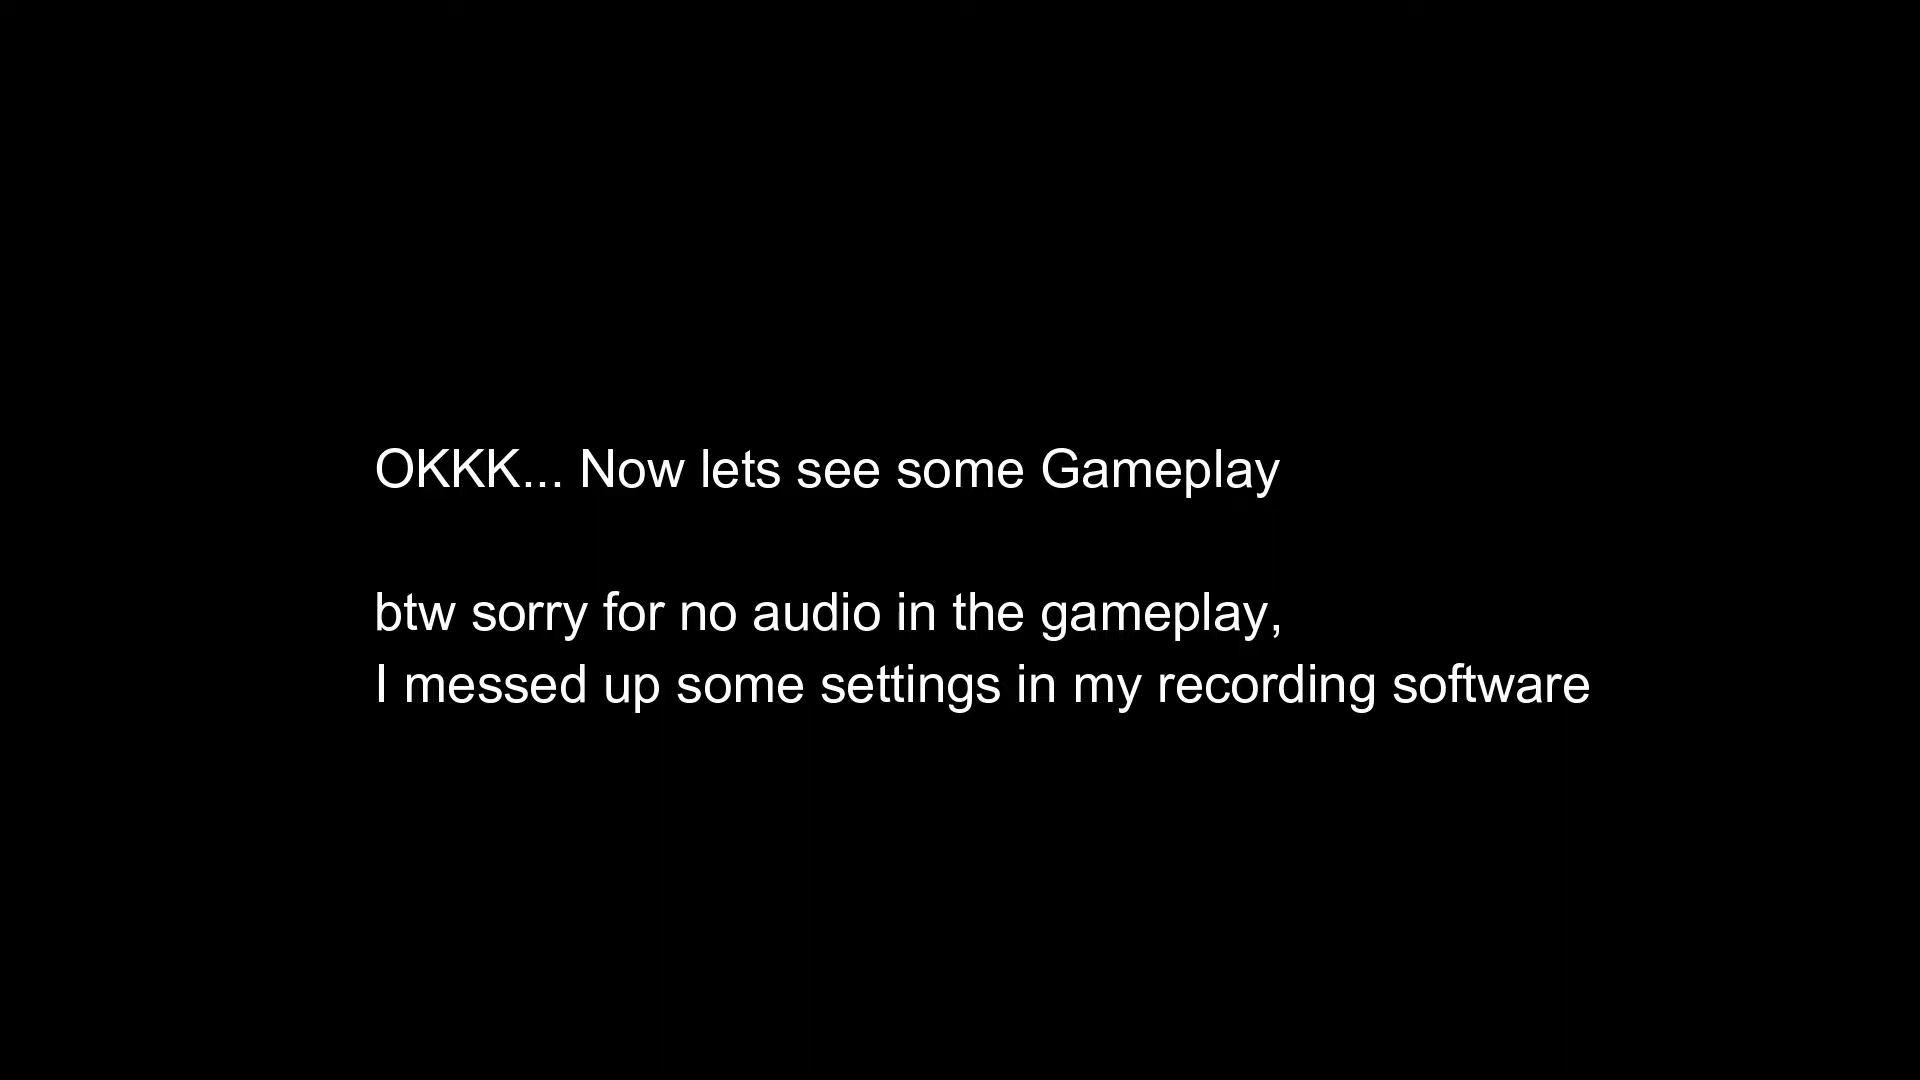 OKKK... Now lets see some Gameplay
btw sorry for no audio in the gameplay,
I messed up some settings in my recording software